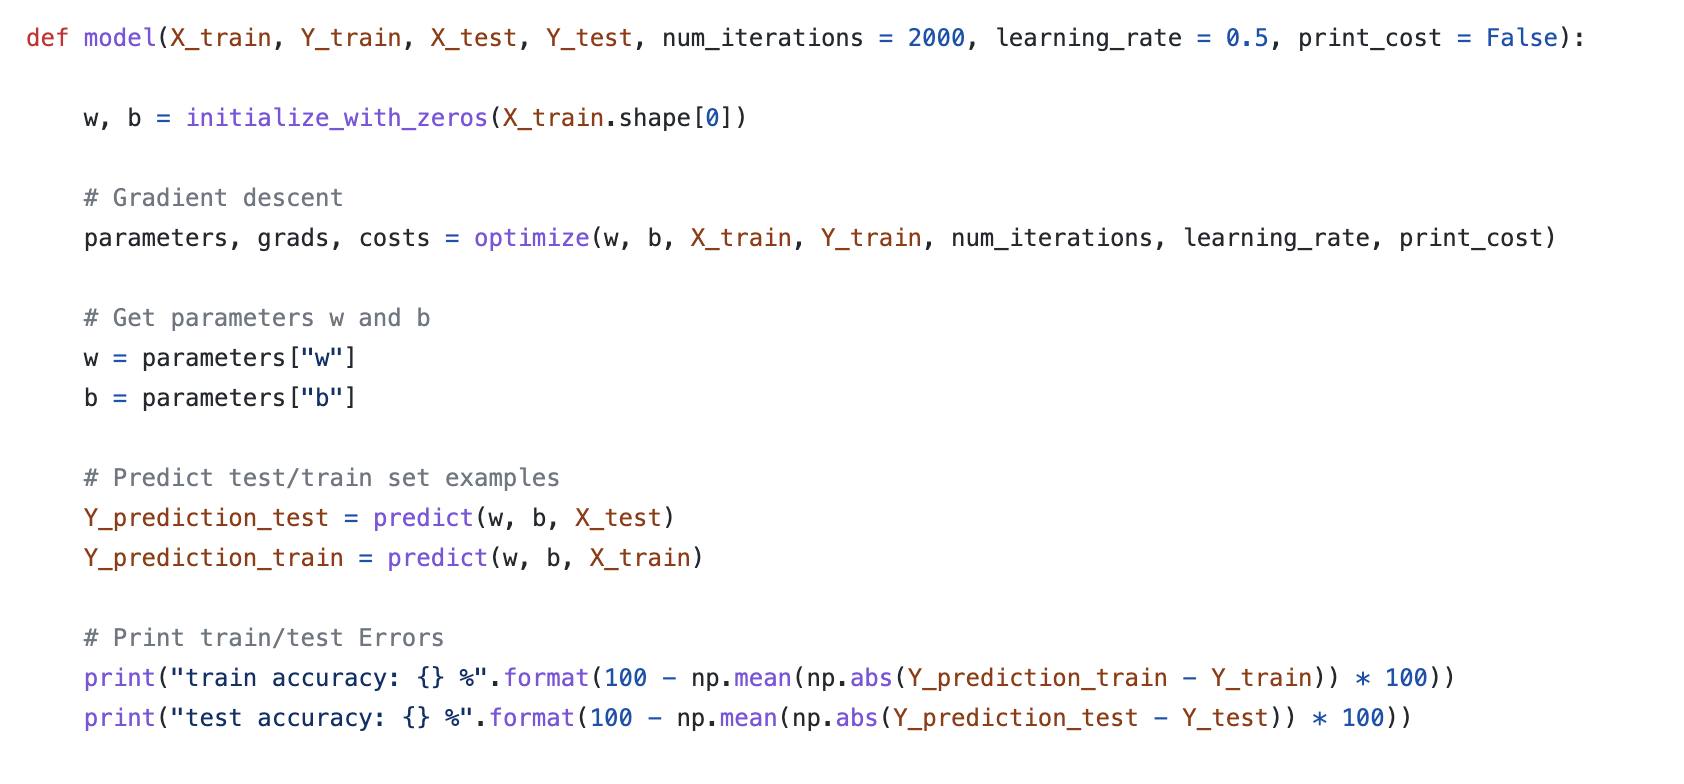 def model(X_train, Y_train, X_test, Y_test, num_iterations = 2000, learning_rate = 0.5, print_cost = False):
    w, b = initialize_with_zeros(X_train.shape[0])
    # Gradient descent
    parameters, grads, costs = optimize(w, b, X_train, Y_train, num_iterations, learning_rate, print_cost)
    # Get parameters w and b
    w = parameters["w"]
    b = parameters["b"]
    # Predict test/train set examples
    Y_prediction_test = predict(w, b, X_test)
    Y_prediction_train = predict(w, b, X_train)
    # Print train/test Errors
    print("train accuracy: {} %".format(100 - np.mean(np.abs(Y_prediction_train - Y_train)) * 100))
    print("test accuracy: {} %".format(100 - np.mean(np.abs(Y_prediction_test - Y_test)) * 100))